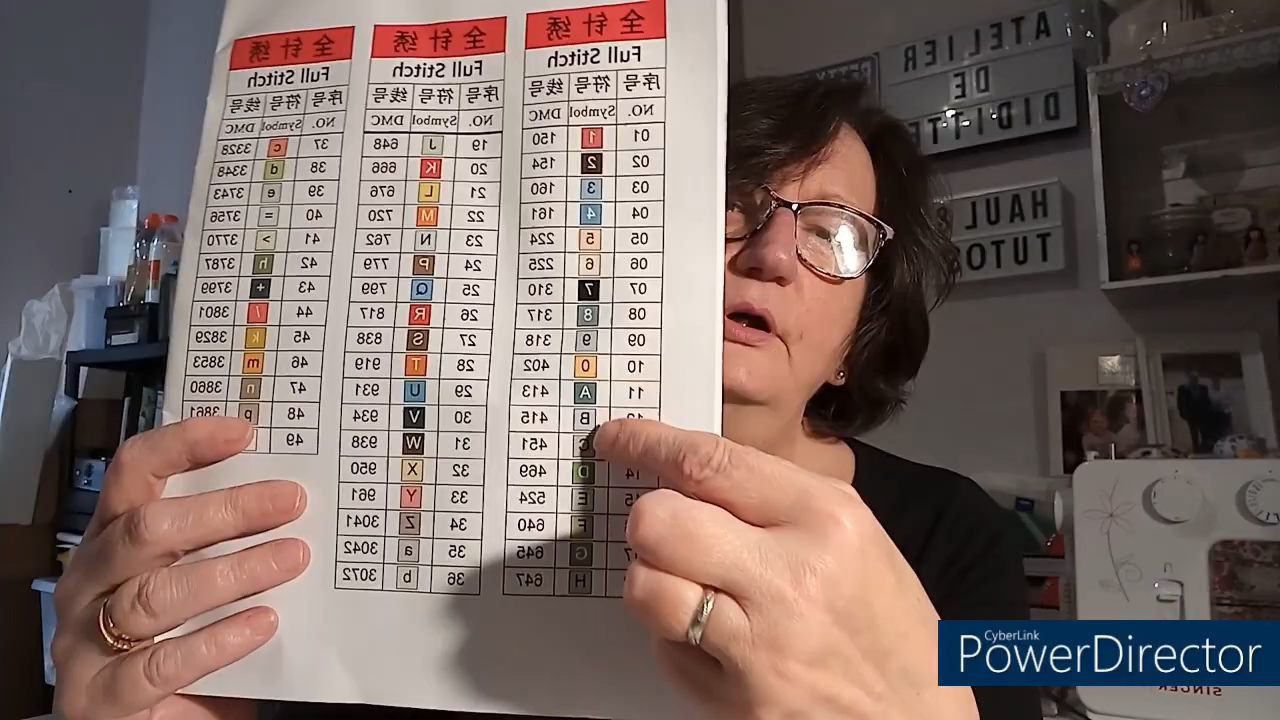 全针绣
Full Stitch
序号 符号 线号
NO. Symbol DMC
01 1 150
02 2 154
03 3 160
04 4 161
05 5 224
06 6 225
07 7 310
08 8 317
09 9 318
10 0 402
11 A 413
12 B 415
C 451
14 D 469
15 E 524
F 640
G 645
H 647
全针绣
Full Stitch
序号 符号 线号
NO. Symbol DMC
19 J 648
20 K 666
21 L 676
22 M 720
23 N 762
24 P 779
25 Q 799
26 R 817
27 S 838
28 T 919
29 U 931
30 V 934
31 W 938
32 X 950
33 Y 961
34 Z 3041
35 a 3042
36 b 3072
全针绣
Full Stitch
序号 符号 线号
NO. Symbol DMC
37 c 3328
38 d 3348
39 e 3743
40 = 3756
41 < 3770
42 h 3787
43 + 3799
44 \ 3801
45 k 3829
46 m 3853
47 n 3860
48 p 3861
49
ATELIER
DE
DIDITTE
HAUL &
TUTOS
SINGER
CyberLink
PowerDirector